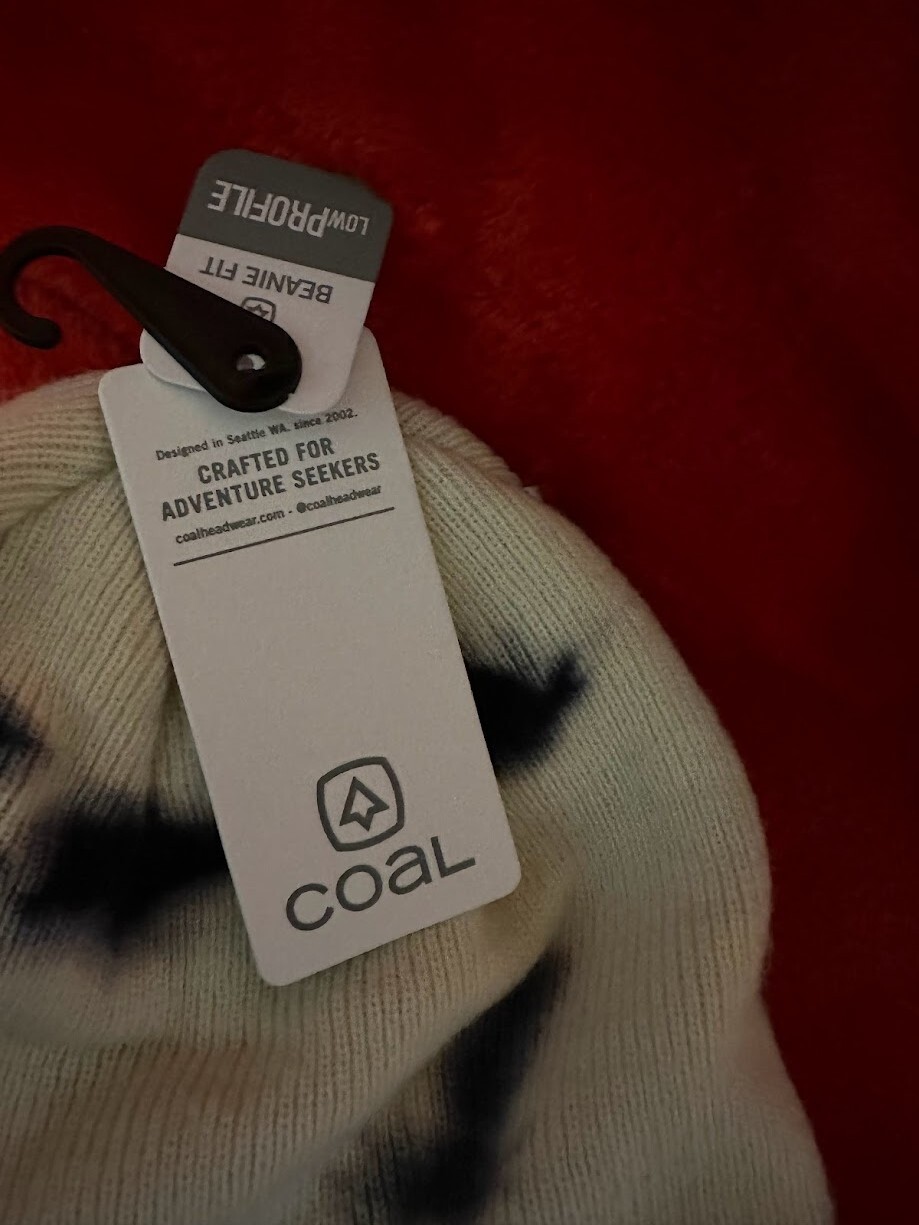 LOWPROFILE
BEANIE FIT
Designed in Seattle WA. since 2002.
CRAFTED FOR
ADVENTURE SEEKERS
coalheadwear.com - @coalheadwear
COAL